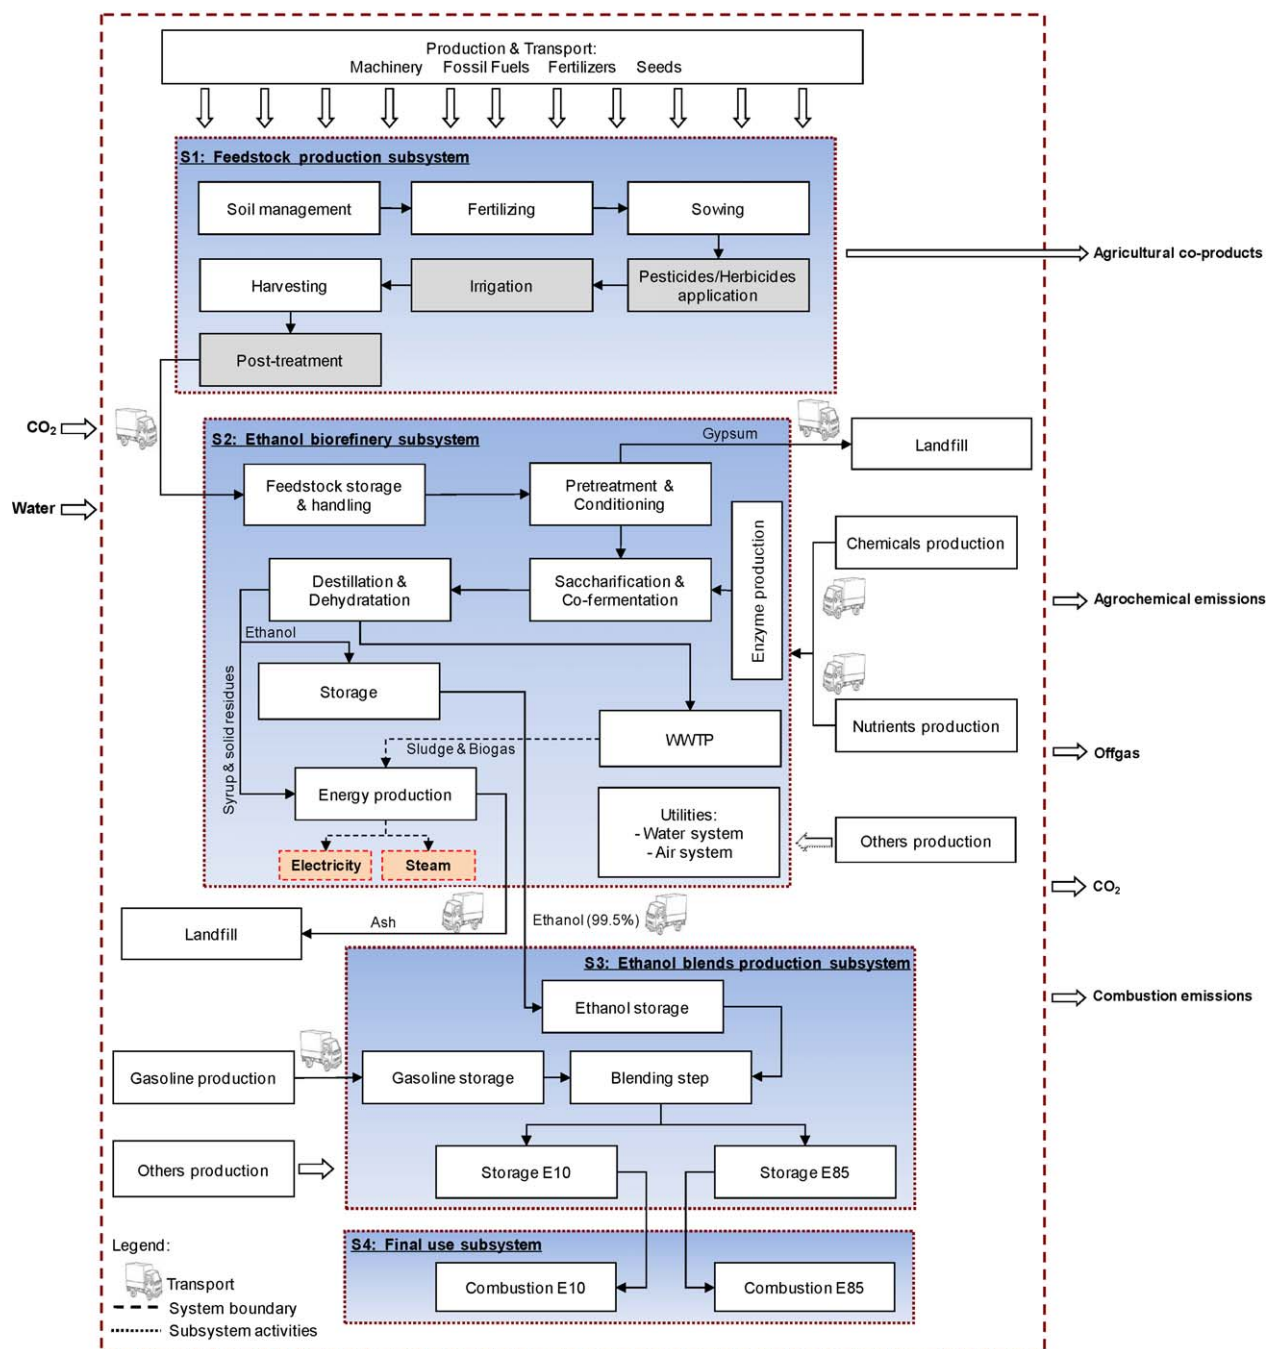 Production & Transport:
Machinery Fossil Fuels Fertilizers Seeds
S1: Feedstock production subsystem
Soil management
Fertilizing
Sowing
Harvesting
Irrigation
Pesticides/Herbicides
application
Post-treatment
Agricultural co-products
CO₂
Water
S2: Ethanol biorefinery subsystem
Gypsum
Landfill
Feedstock storage
& handling
Pretreatment &
Conditioning
Enzyme production
Chemicals production
Destillation &
Dehydratation
Saccharification &
Co-fermentation
Agrochemical emissions
Ethanol
Syrup & solid residues
Storage
Nutrients production
WWTP
Sludge & Biogas
Offgas
Energy production
Utilities:
- Water system
- Air system
Others production
Electricity
Steam
CO₂
Ash
Landfill
Ethanol (99.5%)
S3: Ethanol blends production subsystem
Ethanol storage
Combustion emissions
Gasoline production
Gasoline storage
Blending step
Others production
Storage E10
Storage E85
S4: Final use subsystem
Combustion E10
Combustion E85
Legend:
Transport
System boundary
Subsystem activities